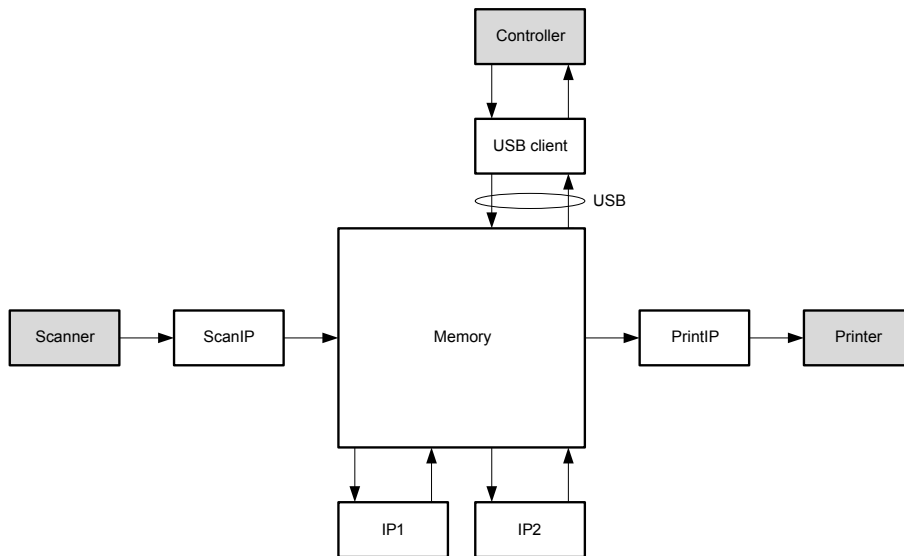 Controller
USB client
USB
Scanner
ScanIP
Memory
PrintIP
Printer
IP1
IP2